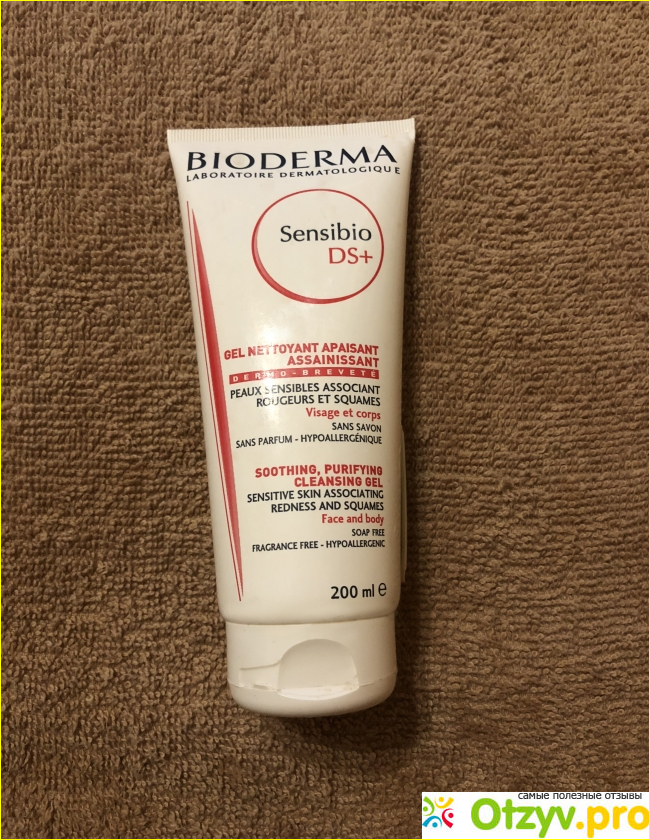 BIODERMA
LABORATOIRE DERMATOLOGIQUE
Sensibio
DS+
GEL NETTOYANT APAISANT
ASSAINISSANT
DERMO-BREVETÉ
PEAUX SENSIBLES ASSOCIANT
ROUGEURS ET SQUAMES
Visage et corps
SANS SAVON
SANS PARFUM - HYPOALLERGÉNIQUE
SOOTHING, PURIFYING
CLEANSING GEL
SENSITIVE SKIN ASSOCIATING
REDNESS AND SQUAMES
Face and body
SOAP FREE
FRAGRANCE FREE - HYPOALLERGENIC
200 ml e
самые полезные отзывы
Otzyv.pro